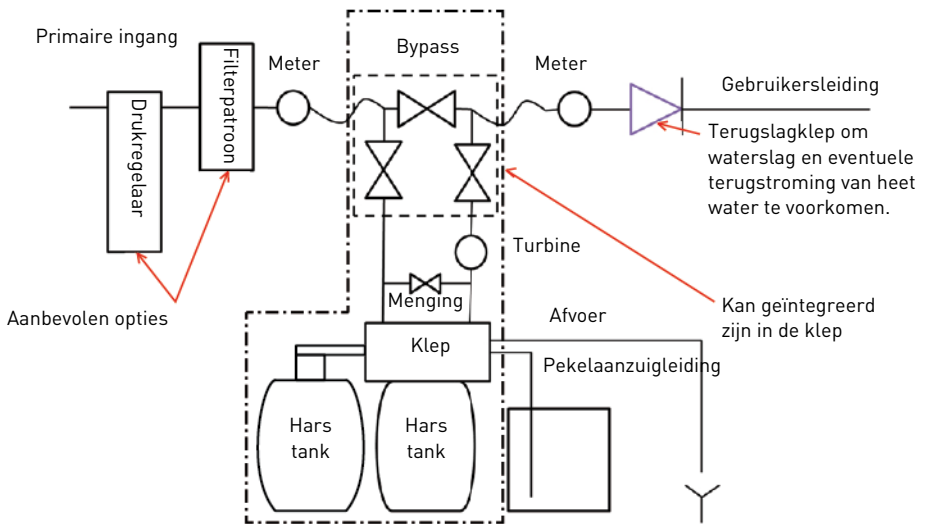 Primaire ingang
Bypass
Filterpatroon
Meter
Meter
Gebruikersleiding
Drukregelaar
Terugslagklep om
waterslag en eventuele
terugstroming van heet
water te voorkomen.
Turbine
Menging
Kan geïntegreerd
zijn in de klep
Aanbevolen opties
Afvoer
Klep
Pekelaanzuigleiding
Hars
tank
Hars
tank